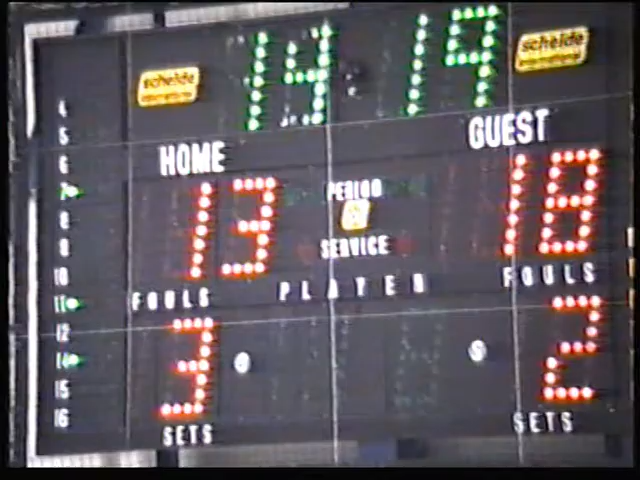 14 19
scheide scheide
4
5
HOME GUEST
6
7 PERIOD
13 18
8
9 SERVICE
10
FOULS PLAYER FOULS
11
12
3 2
14
15
16
SETS SETS